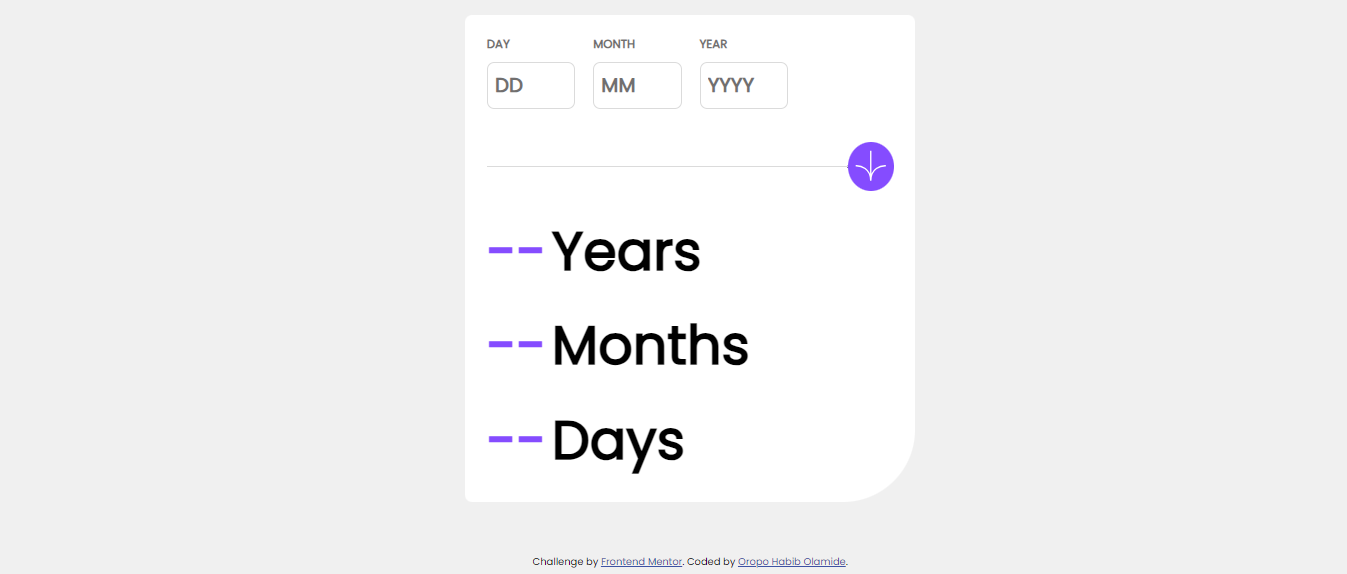 DAY MONTH YEAR
DD MM YYYY
-- Years
-- Months
-- Days
Challenge by Frontend Mentor. Coded by Oropo Habib Olamide.